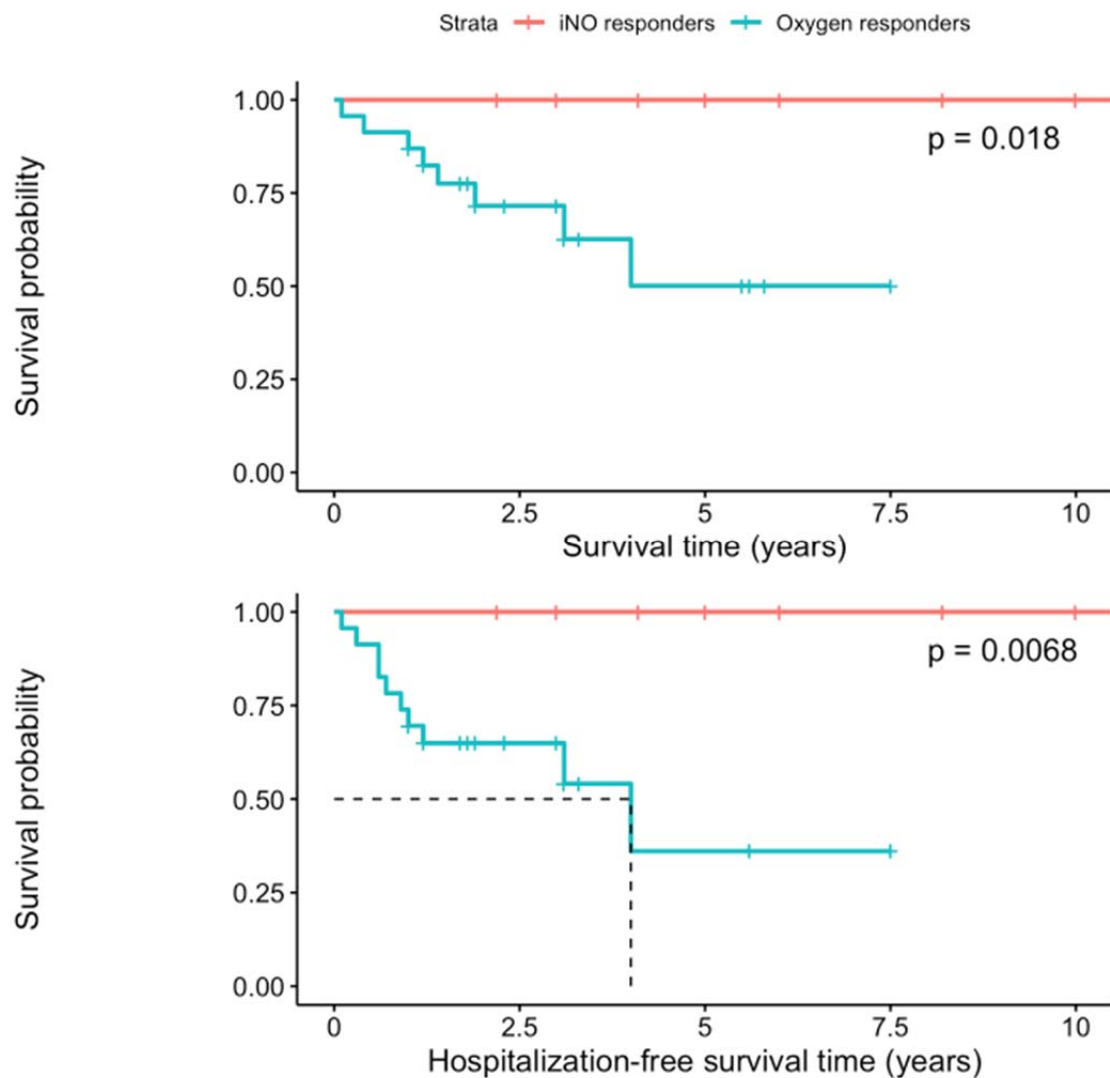 Strata iNO responders Oxygen responders
Survival probability
1.00
0.75
0.50
0.25
0.00
p = 0.018
0 2.5 5 7.5 10
Survival time (years)
Survival probability
1.00
0.75
0.50
0.25
0.00
p = 0.0068
0 2.5 5 7.5 10
Hospitalization-free survival time (years)